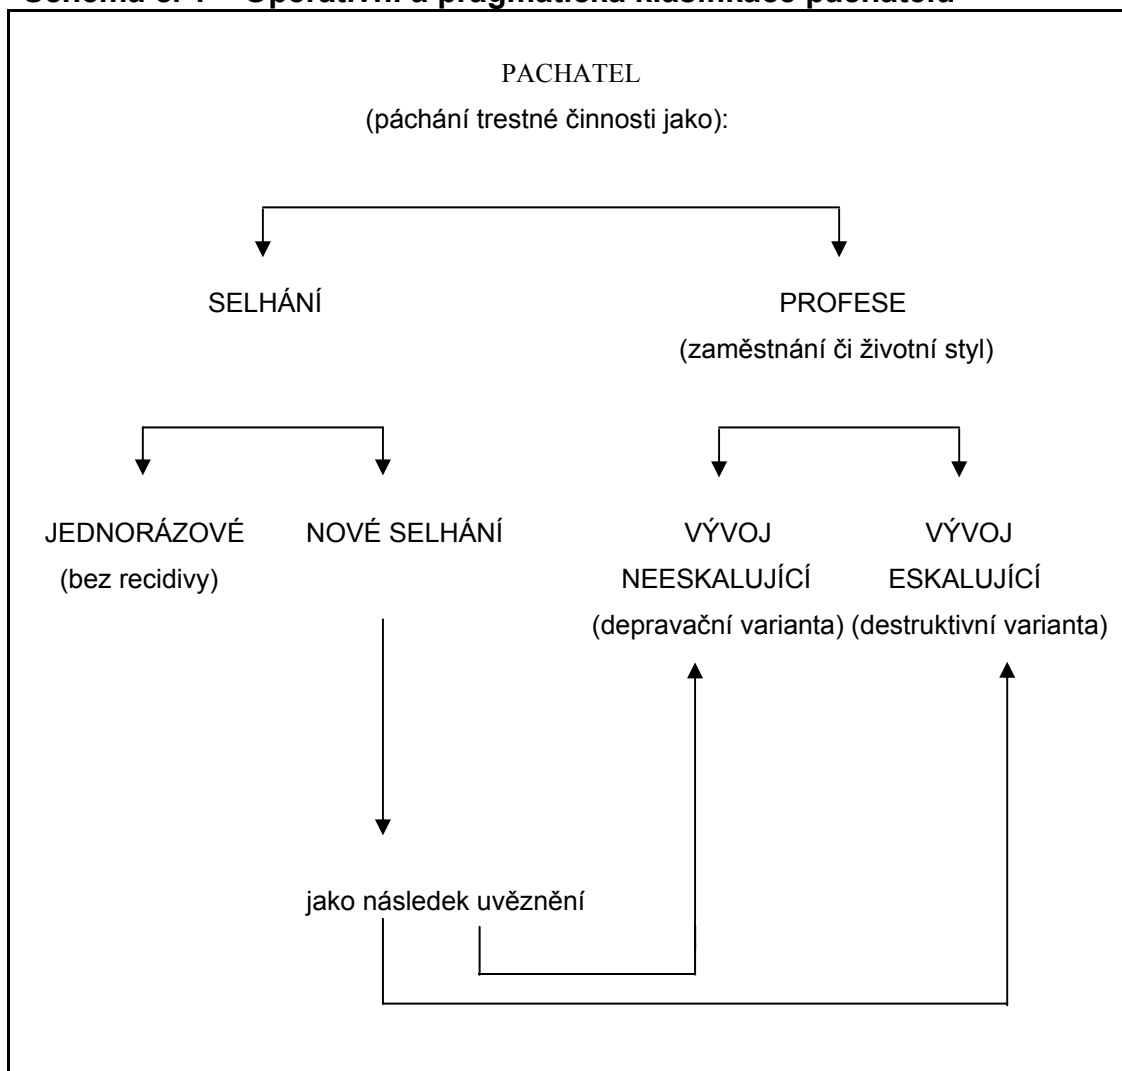 PACHATEL
(páchání trestné činnosti jako):
SELHÁNÍ
PROFESE
(zaměstnání či životní styl)
JEDNORÁZOVÉ
(bez recidivy)
NOVÉ SELHÁNÍ
VÝVOJ
NEESKALUJÍCÍ
(depravační varianta)
VÝVOJ
ESKALUJÍCÍ
(destruktivní varianta)
jako následek uvěznění